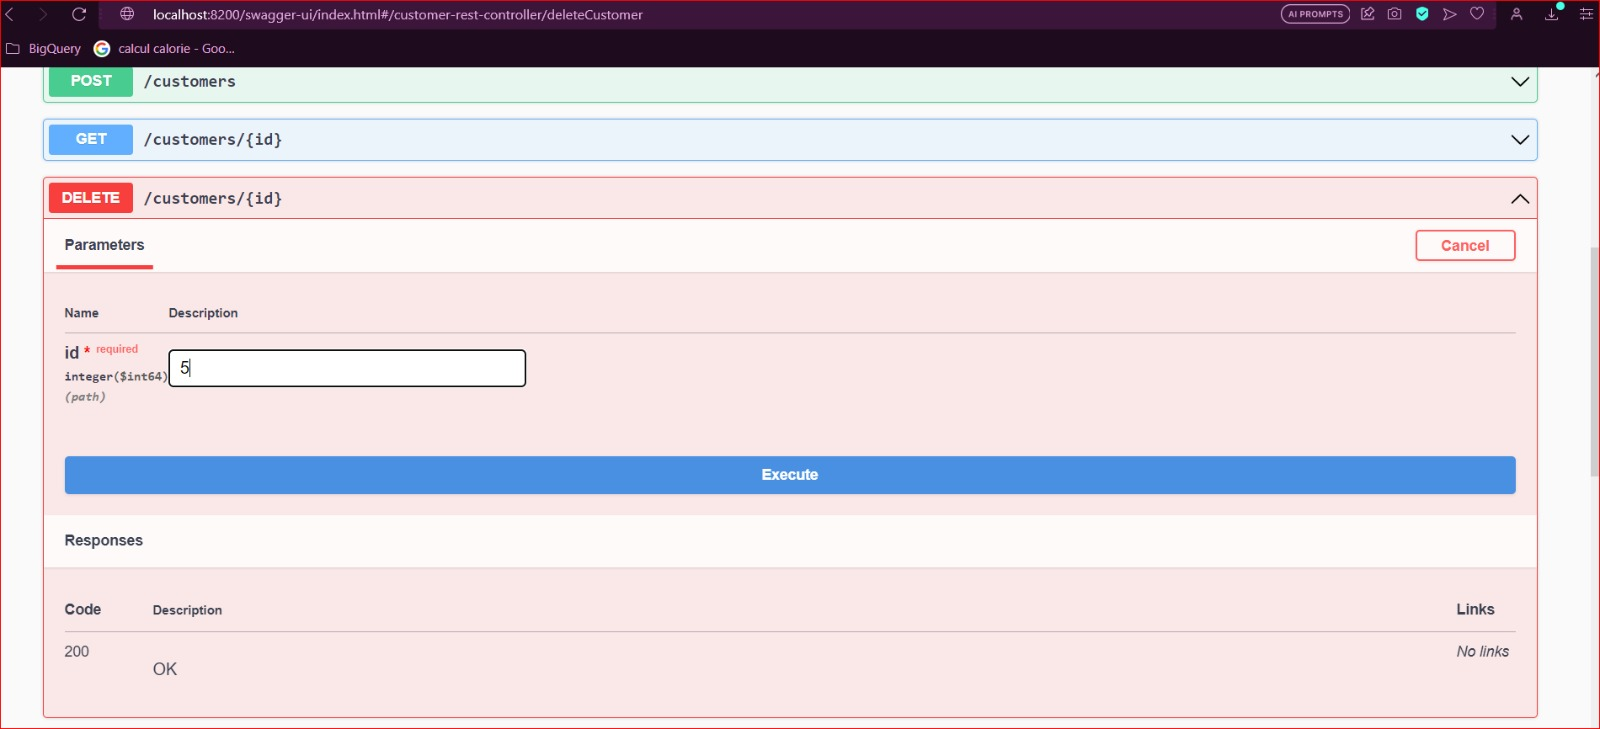 localhost:8200/swagger-ui/index.html#/customer-rest-controller/deleteCustomer
AI PROMPTS
BigQuery
calcul calorie - Goo...
POST /customers
GET /customers/{id}
DELETE /customers/{id}
Parameters
Cancel
Name Description
id * required
5
integer($int64)
(path)
Execute
Responses
Code Description Links
200 No links
OK